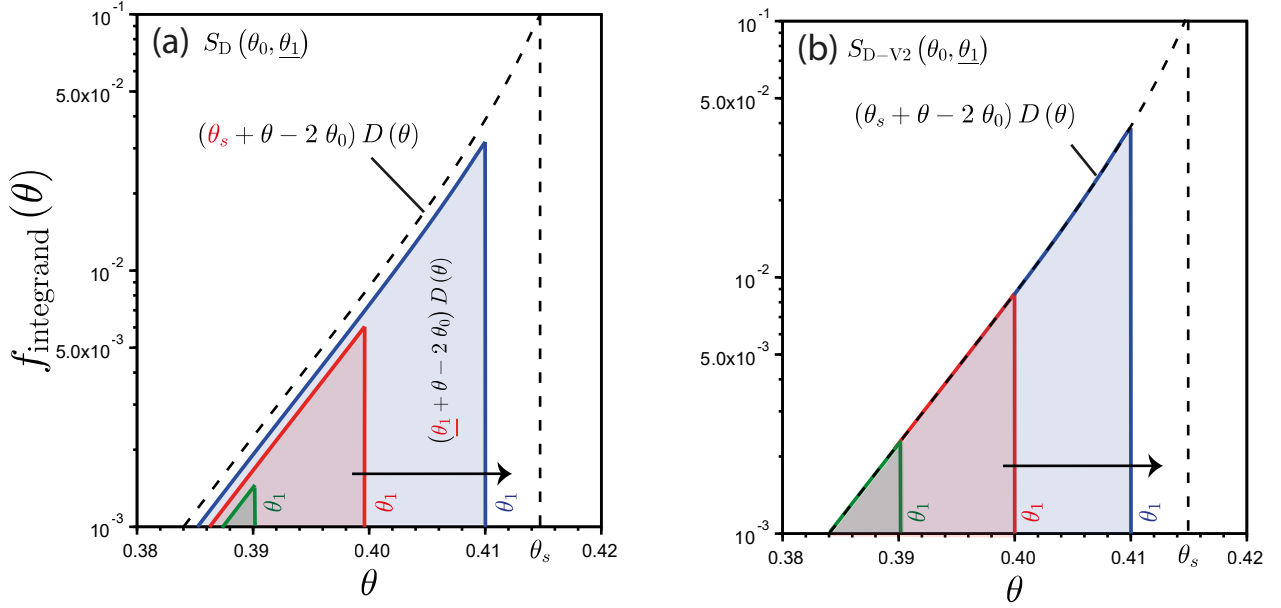 (a) S_D (θ_0, θ_1)
(θ_s + θ − 2 θ_0) D (θ)
(θ_1 + θ − 2 θ_0) D (θ)
f_integrand (θ)
10^-1
5.0x10^-2
10^-2
5.0x10^-3
10^-3
θ_1
θ_1
θ_1
0.38
0.39
0.40
0.41
θ_s
0.42
θ
(b) S_D−V2 (θ_0, θ_1)
(θ_s + θ − 2 θ_0) D (θ)
10^-1
5.0x10^-2
10^-2
5.0x10^-3
10^-3
θ_1
θ_1
θ_1
0.38
0.39
0.40
0.41
θ_s
0.42
θ